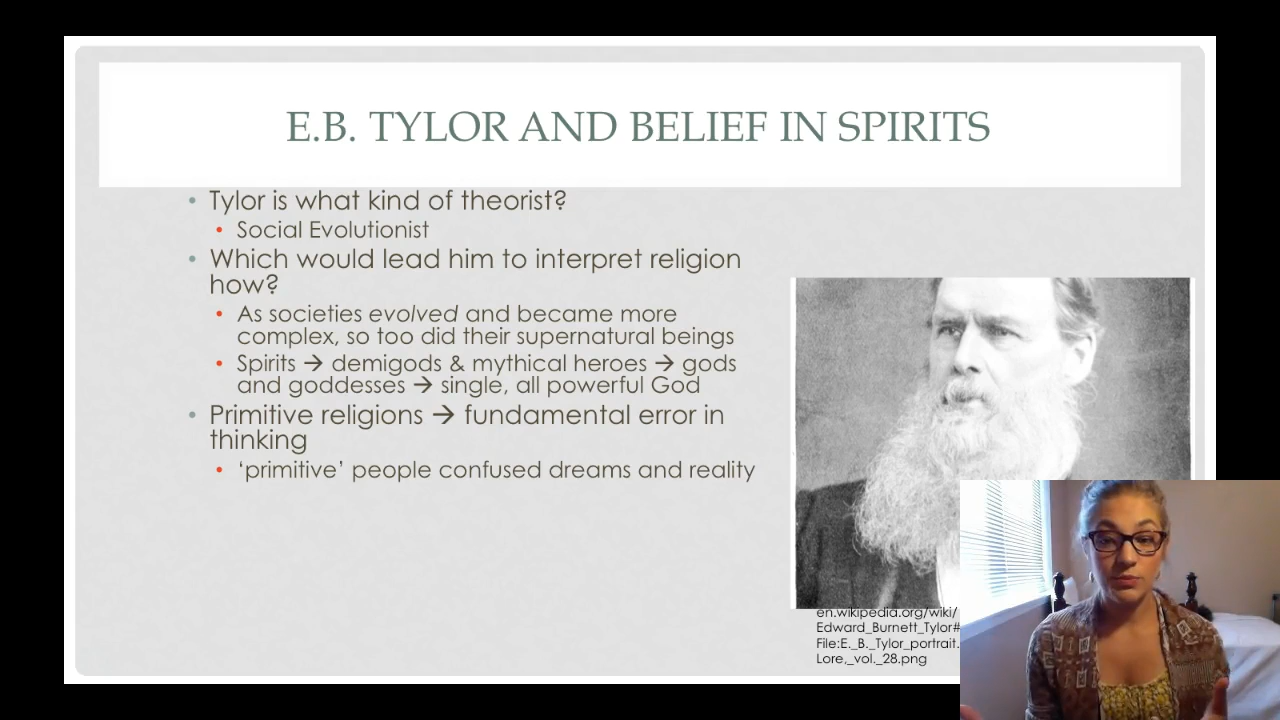 E.B. TYLOR AND BELIEF IN SPIRITS
• Tylor is what kind of theorist?
• Social Evolutionist
• Which would lead him to interpret religion
how?
• As societies evolved and became more
complex, so too did their supernatural beings
• Spirits → demigods & mythical heroes → gods
and goddesses → single, all powerful God
• Primitive religions → fundamental error in
thinking
• ‘primitive’ people confused dreams and reality
en.wikipedia.org/wiki/
Edward_Burnett_Tylor#
File:E._B._Tylor_portrait.
Lore,_vol._28.png